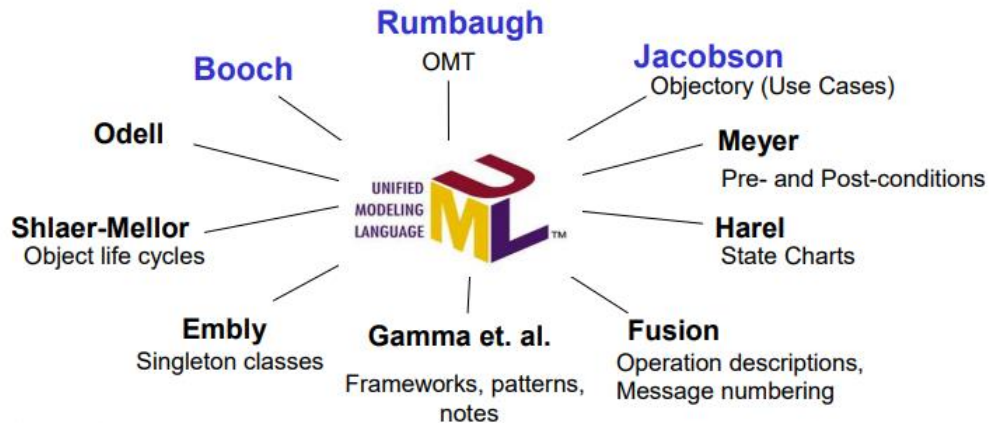 Rumbaugh
OMT
Booch
Jacobson
Objectory (Use Cases)
Odell
Meyer
Pre- and Post-conditions
UNIFIED
MODELING
LANGUAGE
UML
TM
Shlaer-Mellor
Object life cycles
Harel
State Charts
Embly
Singleton classes
Gamma et. al.
Frameworks, patterns,
notes
Fusion
Operation descriptions,
Message numbering